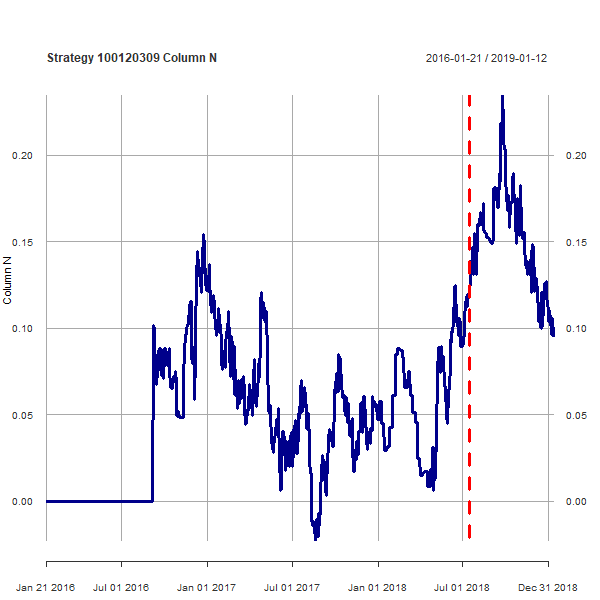 Strategy 100120309 Column N 2016-01-21 / 2019-01-12
0.20 0.20
0.15 0.15
Column N
0.10 0.10
0.05 0.05
0.00 0.00
Jan 21 2016 Jul 01 2016 Jan 01 2017 Jul 01 2017 Jan 01 2018 Jul 01 2018 Dec 31 2018